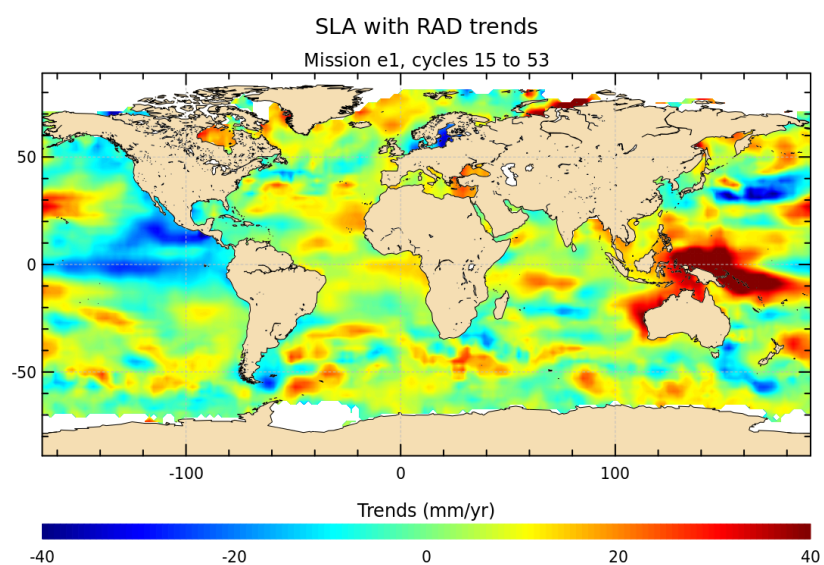 SLA with RAD trends
Mission e1, cycles 15 to 53
50
0
-50
-100 0 100
Trends (mm/yr)
-40 -20 0 20 40